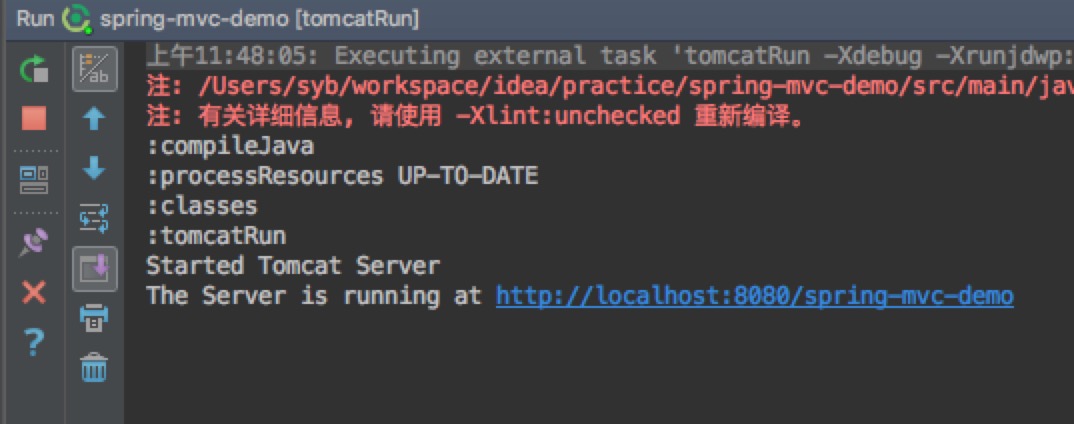 Run spring-mvc-demo [tomcatRun]
上午11:48:05: Executing external task 'tomcatRun -Xdebug -Xrunjdwp:
注: /Users/syb/workspace/idea/practice/spring-mvc-demo/src/main/jav
注: 有关详细信息, 请使用 -Xlint:unchecked 重新编译。
:compileJava
:processResources UP-TO-DATE
:classes
:tomcatRun
Started Tomcat Server
The Server is running at http://localhost:8080/spring-mvc-demo